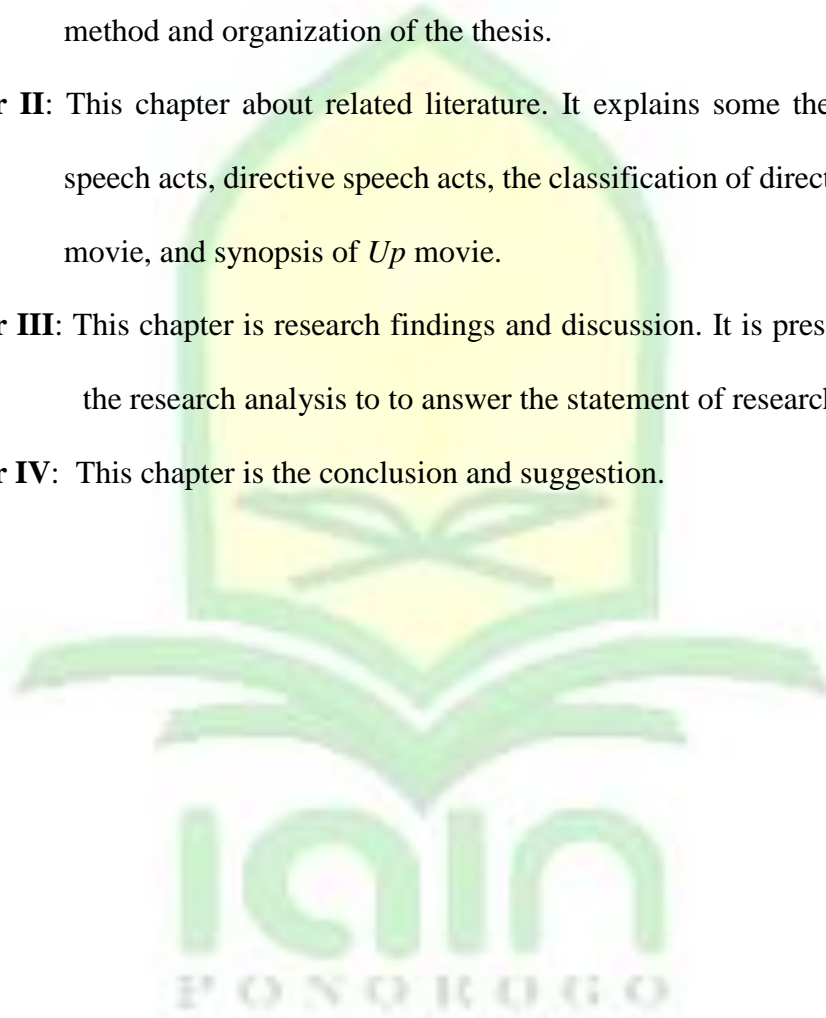 method and organization of the thesis.
r II: This chapter about related literature. It explains some the
speech acts, directive speech acts, the classification of direct
movie, and synopsis of Up movie.
r III: This chapter is research findings and discussion. It is pres
the research analysis to to answer the statement of research
r IV: This chapter is the conclusion and suggestion.
iain
PONOROGO